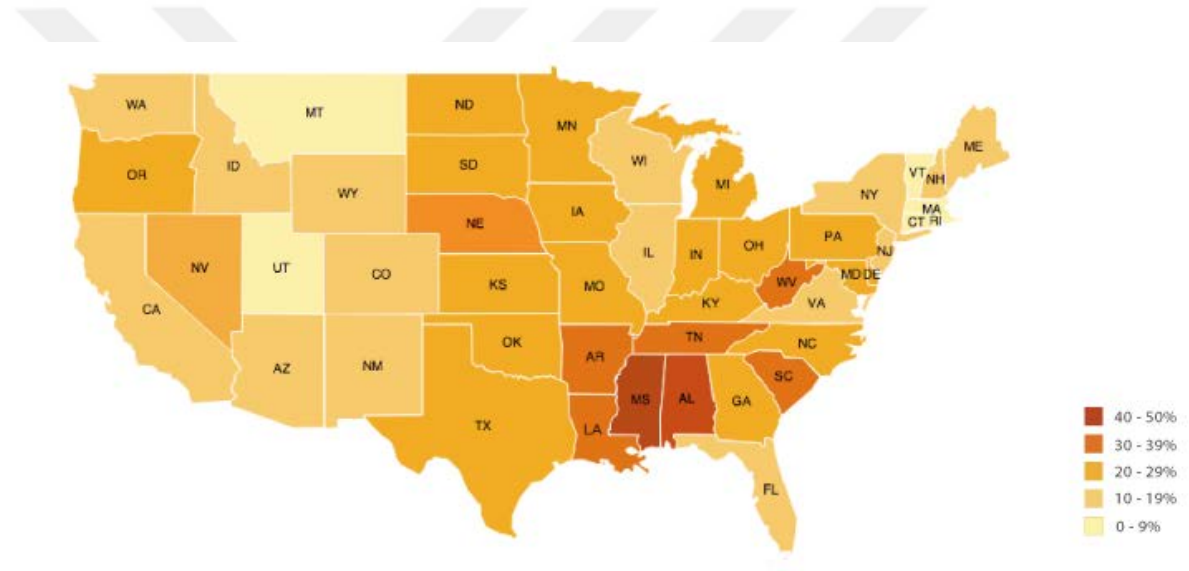 WA
MT
ND
MN
ME
OR
ID
SD
WI
VT
NH
WY
MI
NY
MA
CT RI
NE
IA
PA
NJ
NV
UT
CO
IL
IN
OH
MD DE
WV
CA
KS
MO
KY
VA
TN
NC
AZ
NM
OK
AR
SC
MS
AL
GA
TX
LA
FL
40 - 50%
30 - 39%
20 - 29%
10 - 19%
0 - 9%